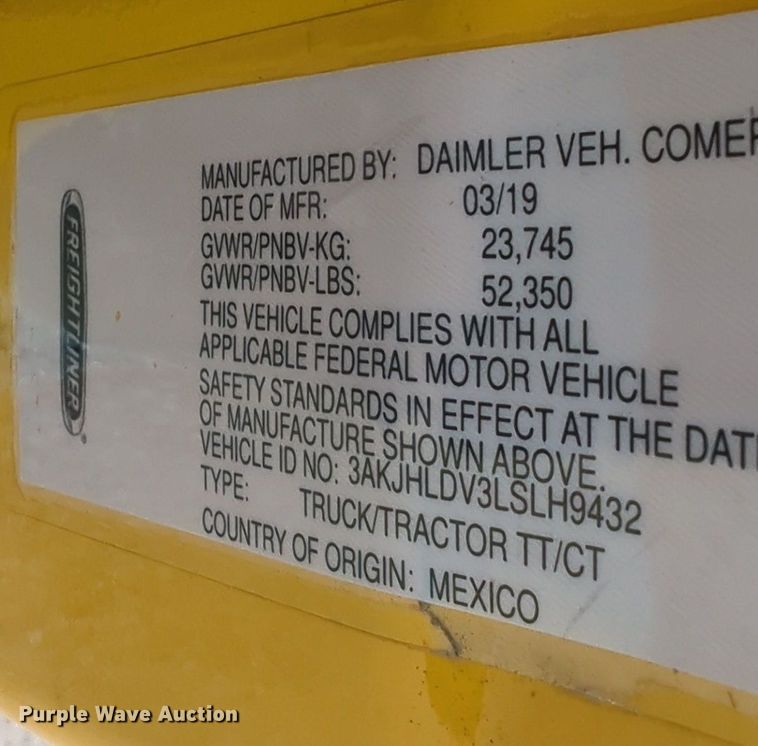 FREIGHTLINER
MANUFACTURED BY: DAIMLER VEH.
DATE OF MFR: 03/19
GVWR/PNBV-KG: 23,745
GVWR/PNBV-LBS: 52,350
THIS VEHICLE COMPLIES WITH ALL
APPLICABLE FEDERAL MOTOR VEHICLE
SAFETY STANDARDS IN EFFECT AT THE
OF MANUFACTURE SHOWN ABOVE.
VEHICLE ID NO: 3AKJHLDV3LSLH9432
TYPE: TRUCK/TRACTOR TT/CT
COUNTRY OF ORIGIN: MEXICO
Purple Wave Auction